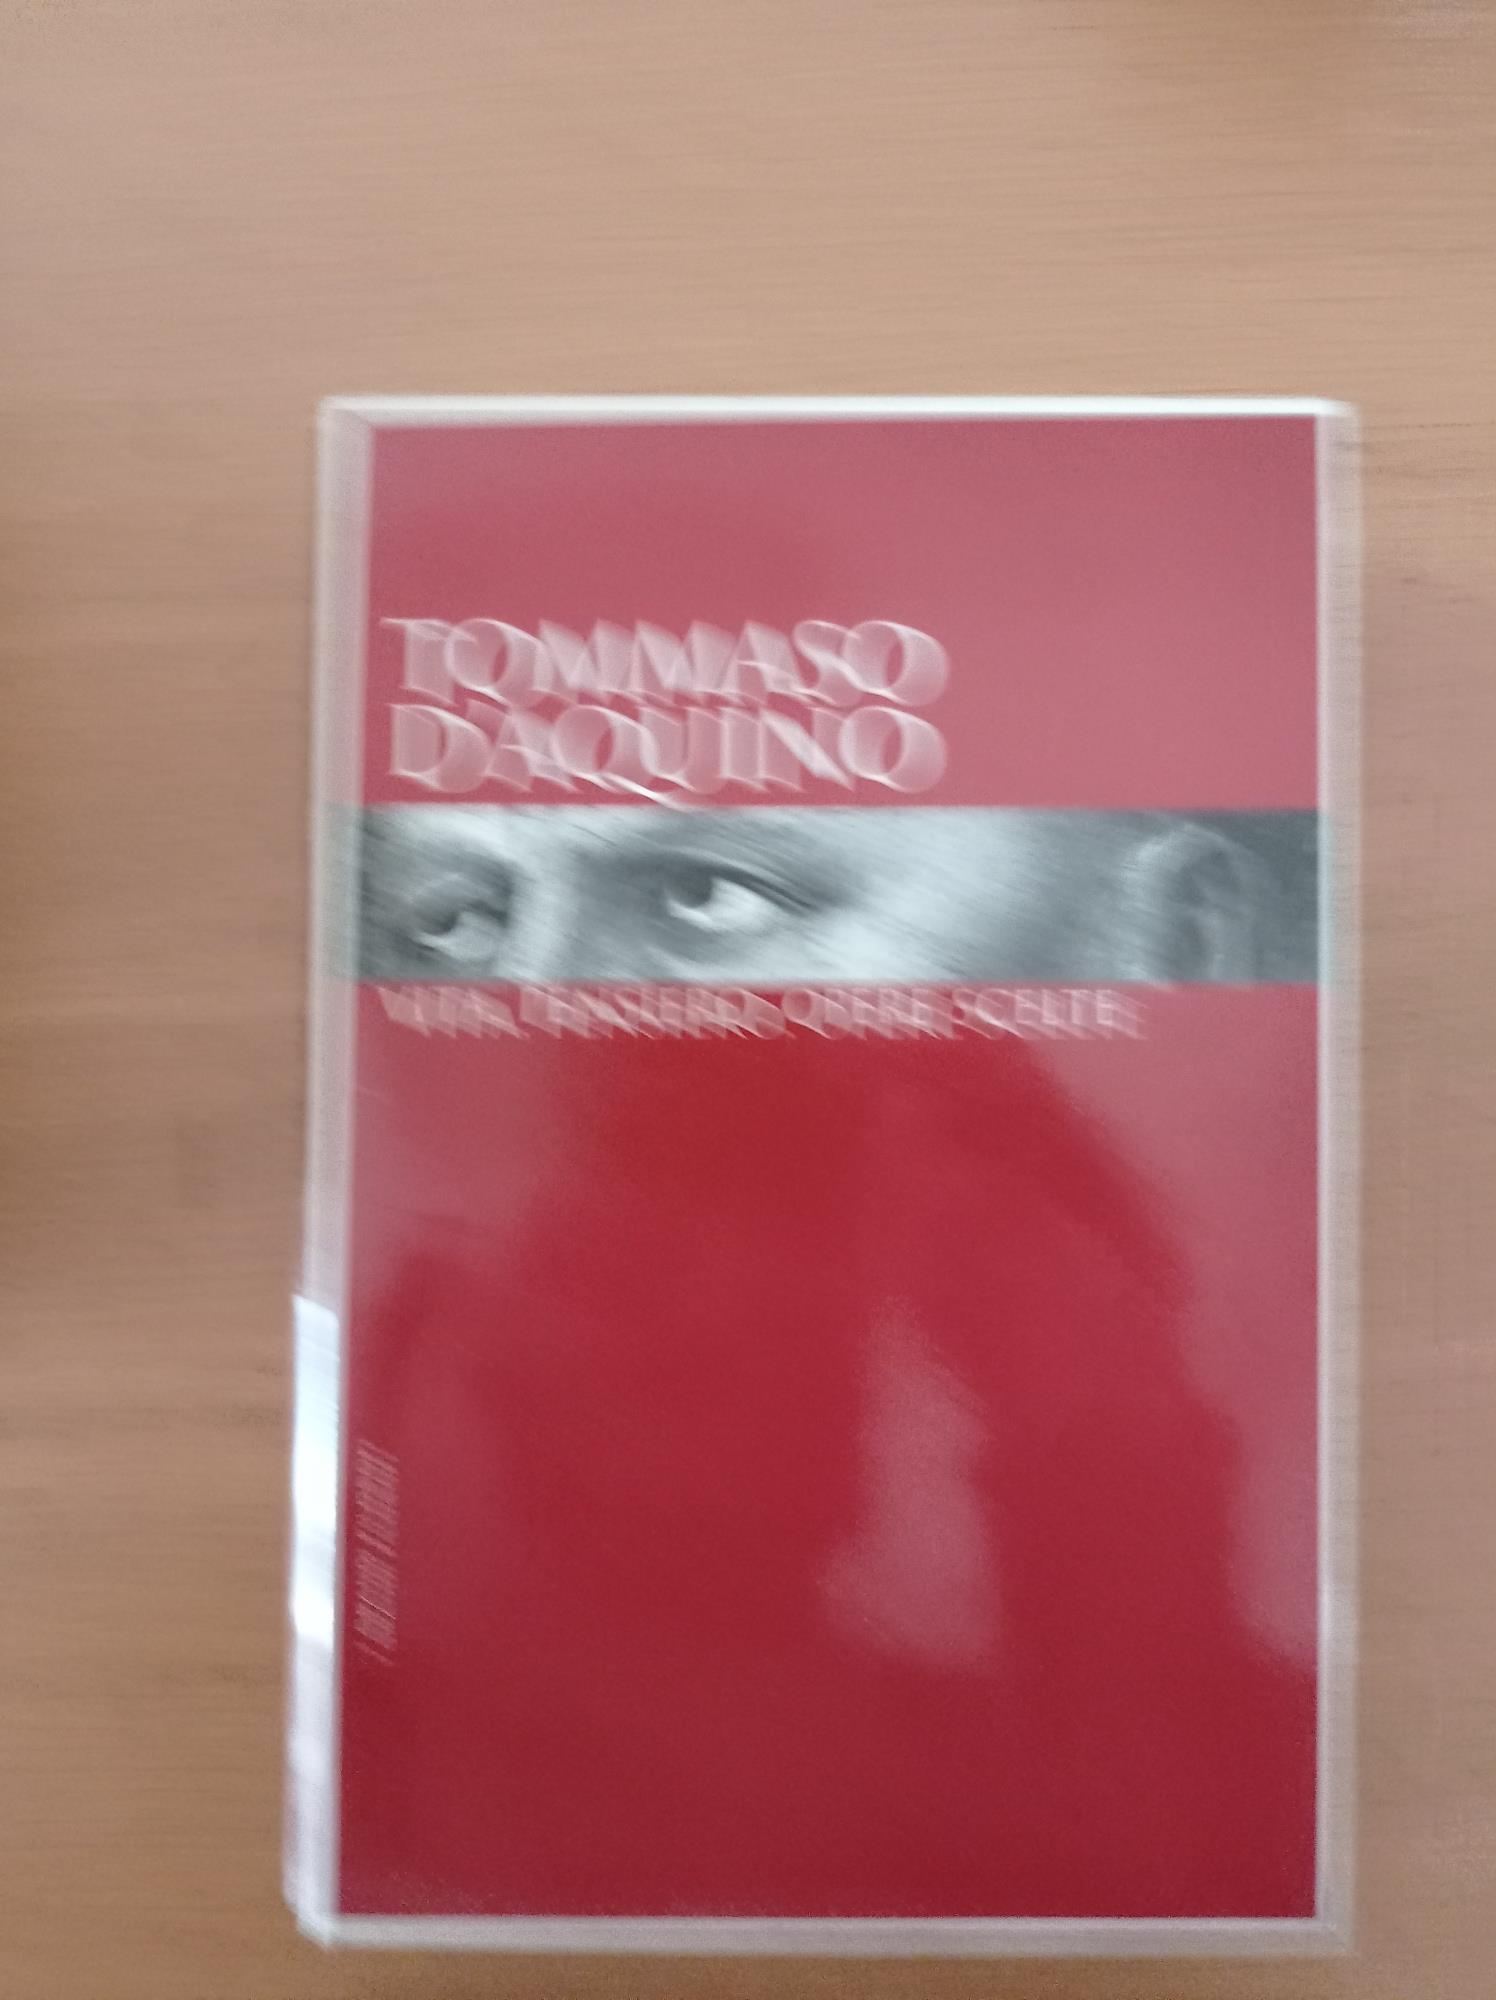 TOMMASO
D'AQUINO
VITA, PENSIERO, OPERE SCELTE